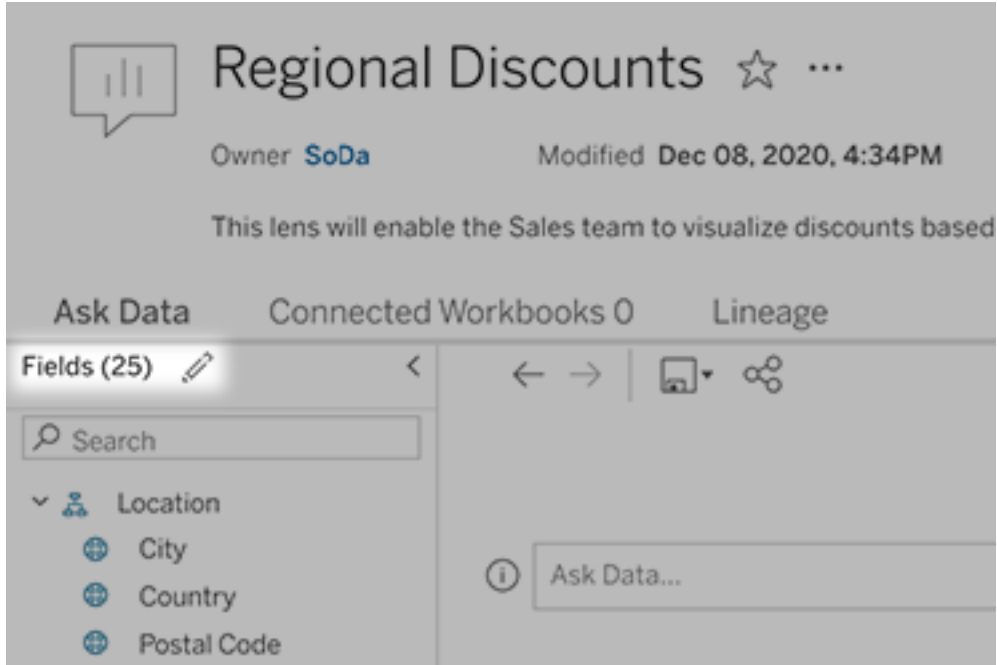 Regional Discounts
Owner SoDa Modified Dec 08, 2020, 4:34PM
This lens will enable the Sales team to visualize discounts based
Ask Data Connected Workbooks 0 Lineage
Fields (25)
Search
Location
City
Ask Data...
Country
Postal Code